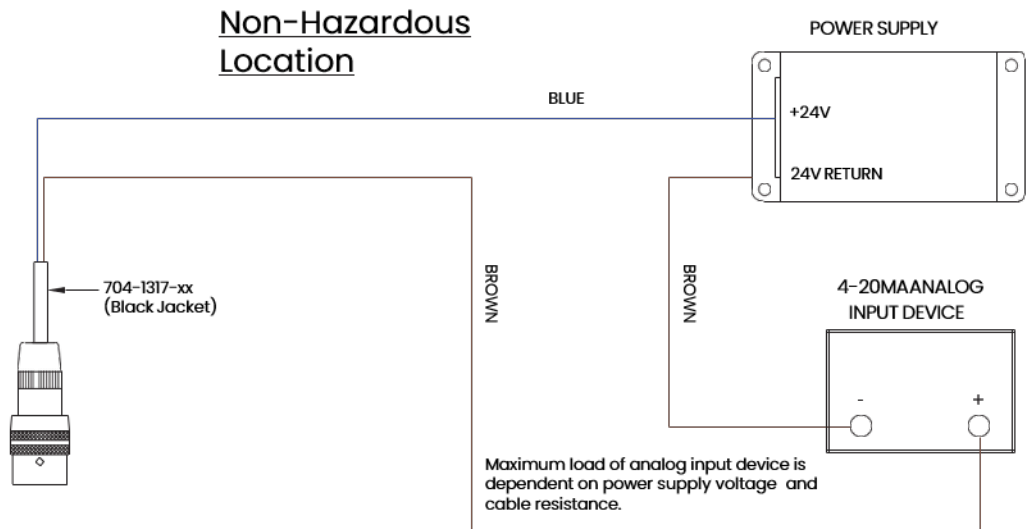 Non-Hazardous
Location
POWER SUPPLY
BLUE
+24V
24V RETURN
704-1317-xx
(Black Jacket)
BROWN
BROWN
4-20MAANALOG
INPUT DEVICE
- +
Maximum load of analog input device is
dependent on power supply voltage and
cable resistance.